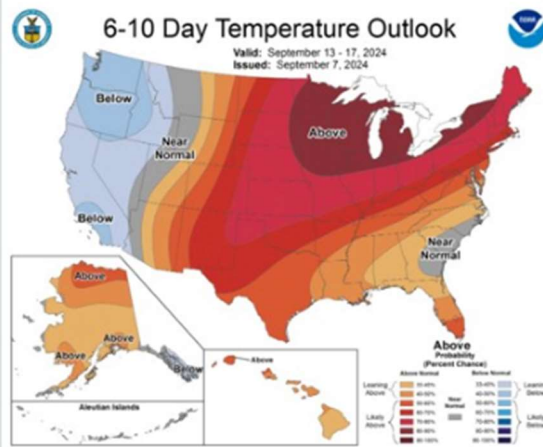 6-10 Day Temperature Outlook
Valid: September 13 - 17, 2024
Issued: September 7, 2024
Below
Near
Normal
Above
Below
Near
Normal
Above
Above
Above
Above
Below
Aleutian Islands
Above
Probability
(Percent Chance)
Above Normal
Below Normal
Leaning
Above
Likely
Above
Near
Normal